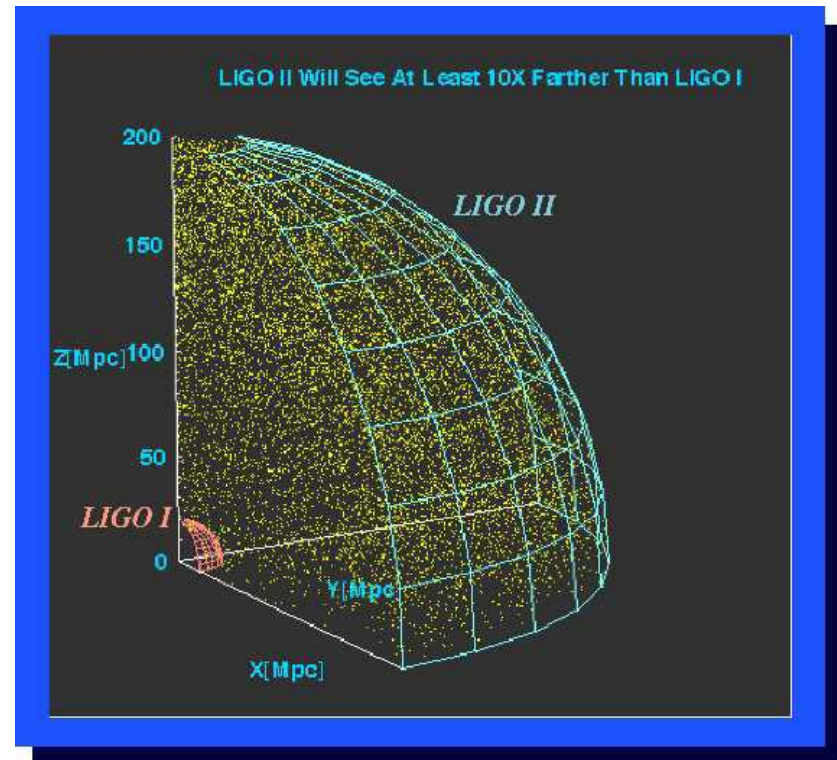 LIGO II Will See At Least 10X Farther Than LIGO I
200
LIGO II
150
Z[Mpc]
100
50
LIGO I
0
Y[Mpc
X[Mpc]